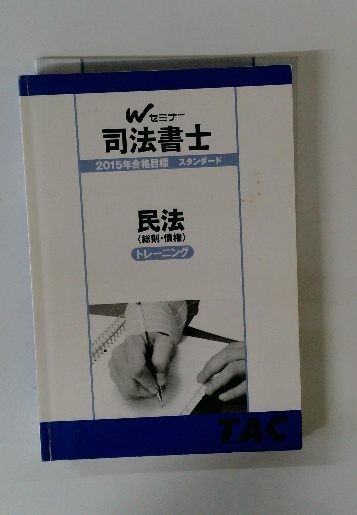 Wセミナー
司法書士
2015年合格目標 スタンダード
民法
(総則・債権)
トレーニング
TAC